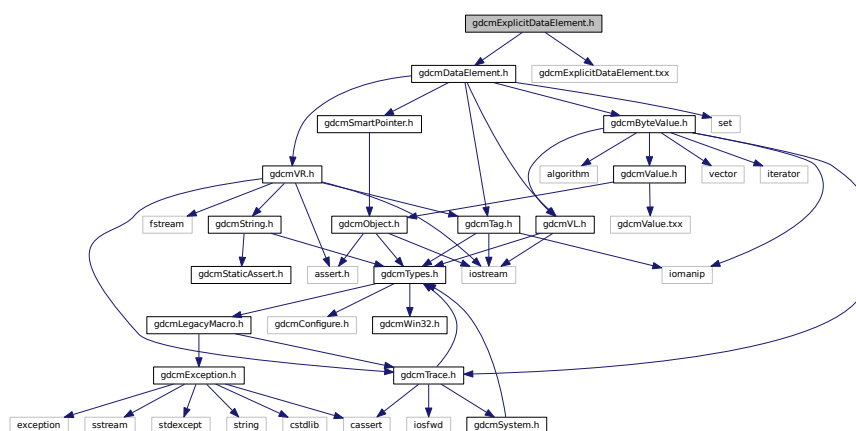 gdcmExplicitDataElement.h
gdcmDataElement.h
gdcmExplicitDataElement.txx
gdcmSmartPointer.h
gdcmByteValue.h
set
gdcmVR.h
algorithm
gdcmValue.h
vector
iterator
fstream
gdcmString.h
gdcmObject.h
gdcmTag.h
gdcmVL.h
gdcmValue.txx
gdcmStaticAssert.h
assert.h
gdcmTypes.h
iostream
iomanip
gdcmLegacyMacro.h
gdcmConfigure.h
gdcmWin32.h
gdcmException.h
gdcmTrace.h
exception
sstream
stdexcept
string
cstdlib
cassert
iosfwd
gdcmSystem.h